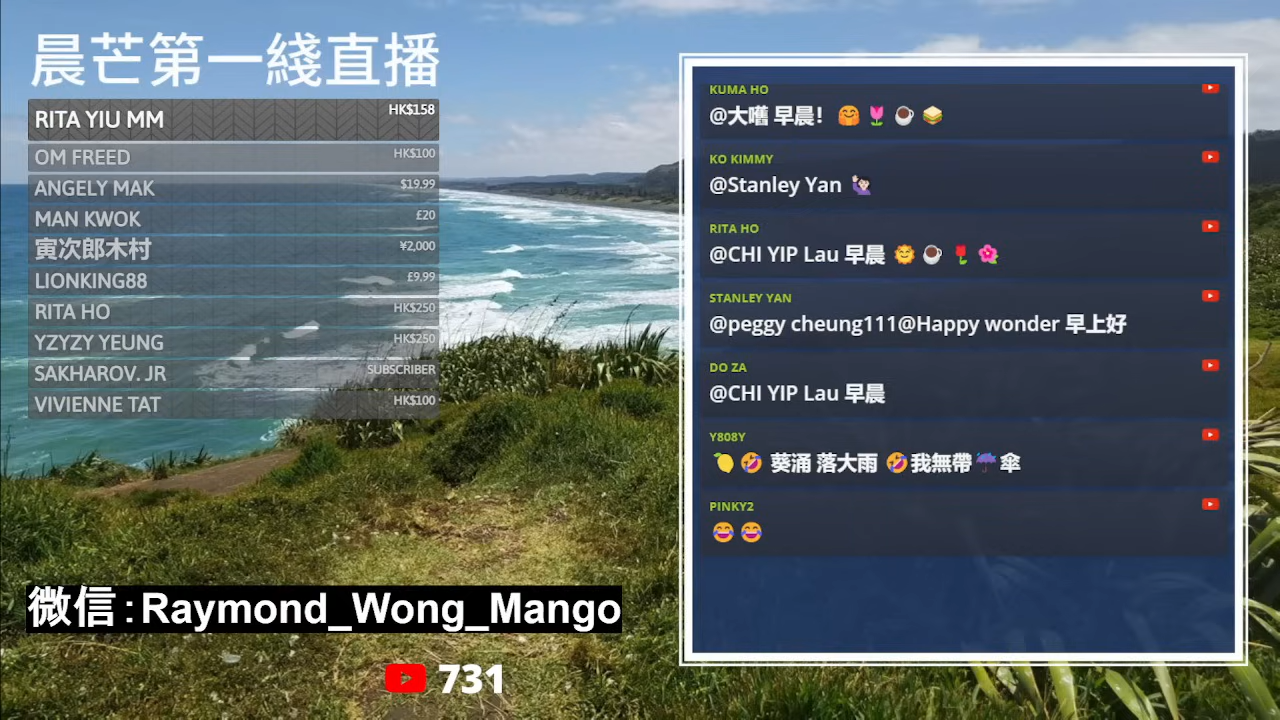 晨芒第一綫直播
RITA YIU MM HK$158
OM FREED HK$100
ANGELY MAK $19.99
MAN KWOK £20
寅次郎木村 ¥2,000
LIONKING88 £9.99
RITA HO HK$250
YZYZY YEUNG HK$250
SAKHAROV. JR SUBSCRIBER
VIVIENNE TAT HK$100
KUMA HO
@大嚿 早晨! 🤗 🌷 ☕ 🥪
KO KIMMY
@Stanley Yan 🙋🏻‍♀️
RITA HO
@CHI YIP Lau 早晨 🌞 ☕ 🌹 🌺
STANLEY YAN
@peggy cheung111@Happy wonder 早上好
DO ZA
@CHI YIP Lau 早晨
Y808Y
🍋 🤣 葵涌 落大雨 🤣我無帶☔傘
PINKY2
😂 😂
微信:Raymond_Wong_Mango
731